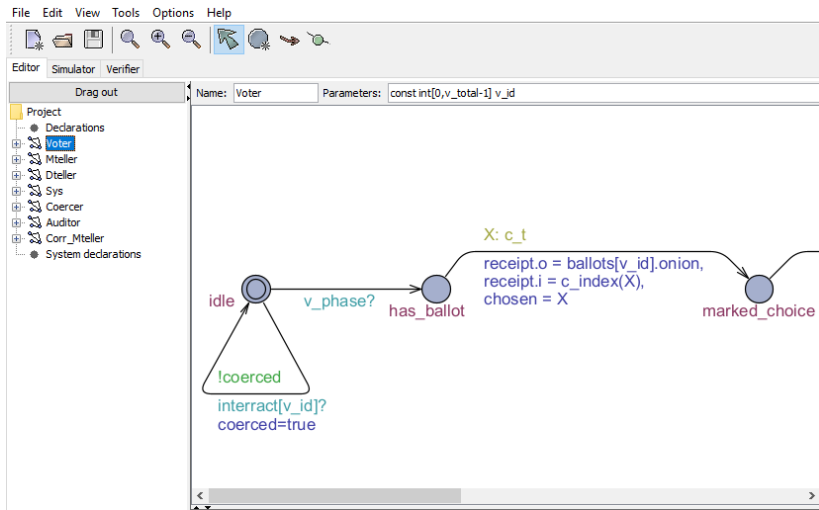 File Edit View Tools Options Help
Editor Simulator Verifier
Drag out
Name: Voter Parameters: const int[0,v_total-1] v_id
Project
Declarations
Voter
Mteller
Dteller
Sys
Coercer
Auditor
Corr_Mteller
System declarations
X: c_t
receipt.o = ballots[v_id].onion,
receipt.i = c_index(X),
chosen = X
idle
v_phase?
has_ballot
marked_choice
!coerced
interract[v_id]?
coerced=true